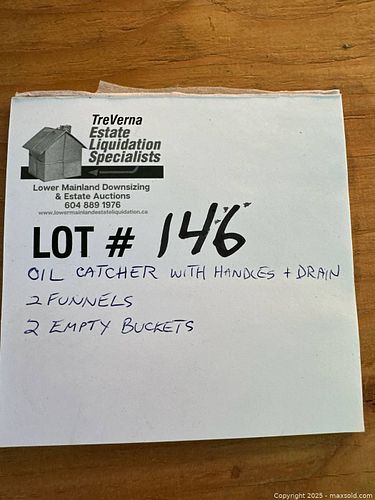 TreVerna
Estate
Liquidation
Specialists
Lower Mainland Downsizing
& Estate Auctions
604 889 1976
www.lowermainlandestateliquidation.ca
LOT # 146
OIL CATCHER WITH HANDLES + DRAIN
2 FUNNELS
2 EMPTY BUCKETS
Copyright 2025 - maxsold.com